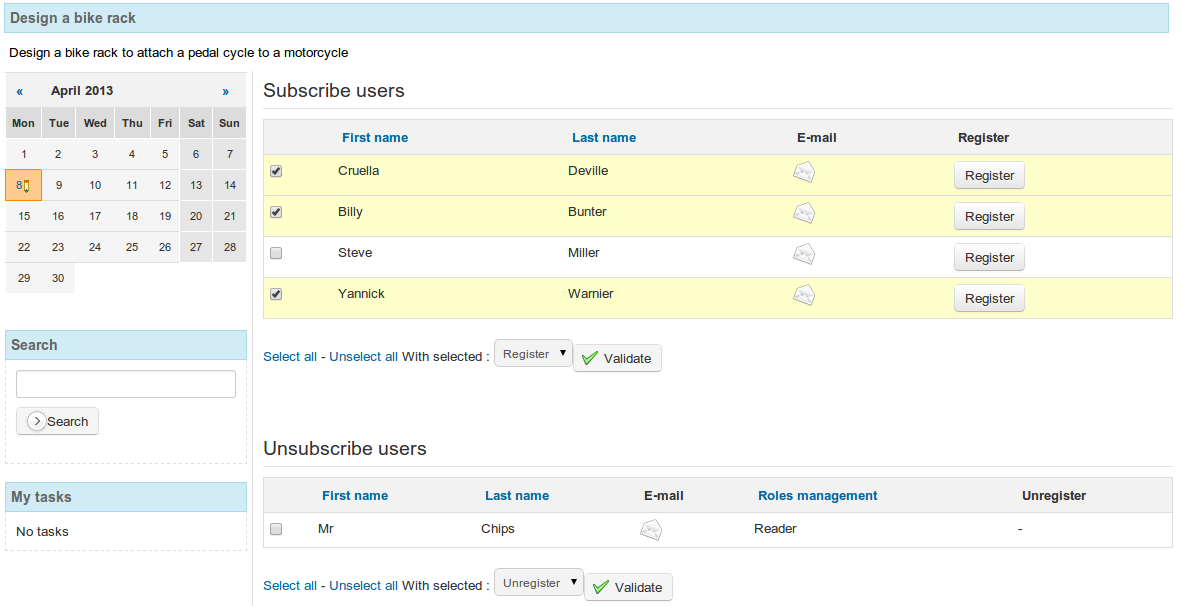 Design a bike rack
Design a bike rack to attach a pedal cycle to a motorcycle
« April 2013 »
Mon Tue Wed Thu Fri Sat Sun
1 2 3 4 5 6 7
8 9 10 11 12 13 14
15 16 17 18 19 20 21
22 23 24 25 26 27 28
29 30
Search
Search
My tasks
No tasks
Subscribe users
First name Last name E-mail Register
Cruella Deville Register
Billy Bunter Register
Steve Miller Register
Yannick Warnier Register
Select all - Unselect all With selected : Register Validate
Unsubscribe users
First name Last name E-mail Roles management Unregister
Mr Chips Reader -
Select all - Unselect all With selected : Unregister Validate